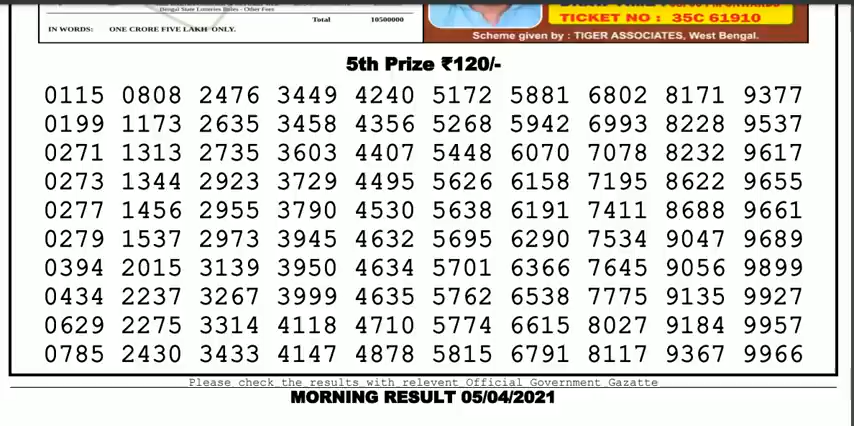 Bengal State Lotteries Rules - Other Fees
Total 10500000
IN WORDS: ONE CRORE FIVE LAKH ONLY.
TICKET NO : 35C 61910
Scheme given by : TIGER ASSOCIATES, West Bengal.
5th Prize ₹120/-
0115 0808 2476 3449 4240 5172 5881 6802 8171 9377
0199 1173 2635 3458 4356 5268 5942 6993 8228 9537
0271 1313 2735 3603 4407 5448 6070 7078 8232 9617
0273 1344 2923 3729 4495 5626 6158 7195 8622 9655
0277 1456 2955 3790 4530 5638 6191 7411 8688 9661
0279 1537 2973 3945 4632 5695 6290 7534 9047 9689
0394 2015 3139 3950 4634 5701 6366 7645 9056 9899
0434 2237 3267 3999 4635 5762 6538 7775 9135 9927
0629 2275 3314 4118 4710 5774 6615 8027 9184 9957
0785 2430 3433 4147 4878 5815 6791 8117 9367 9966
Please check the results with relevent Official Government Gazatte
MORNING RESULT 05/04/2021